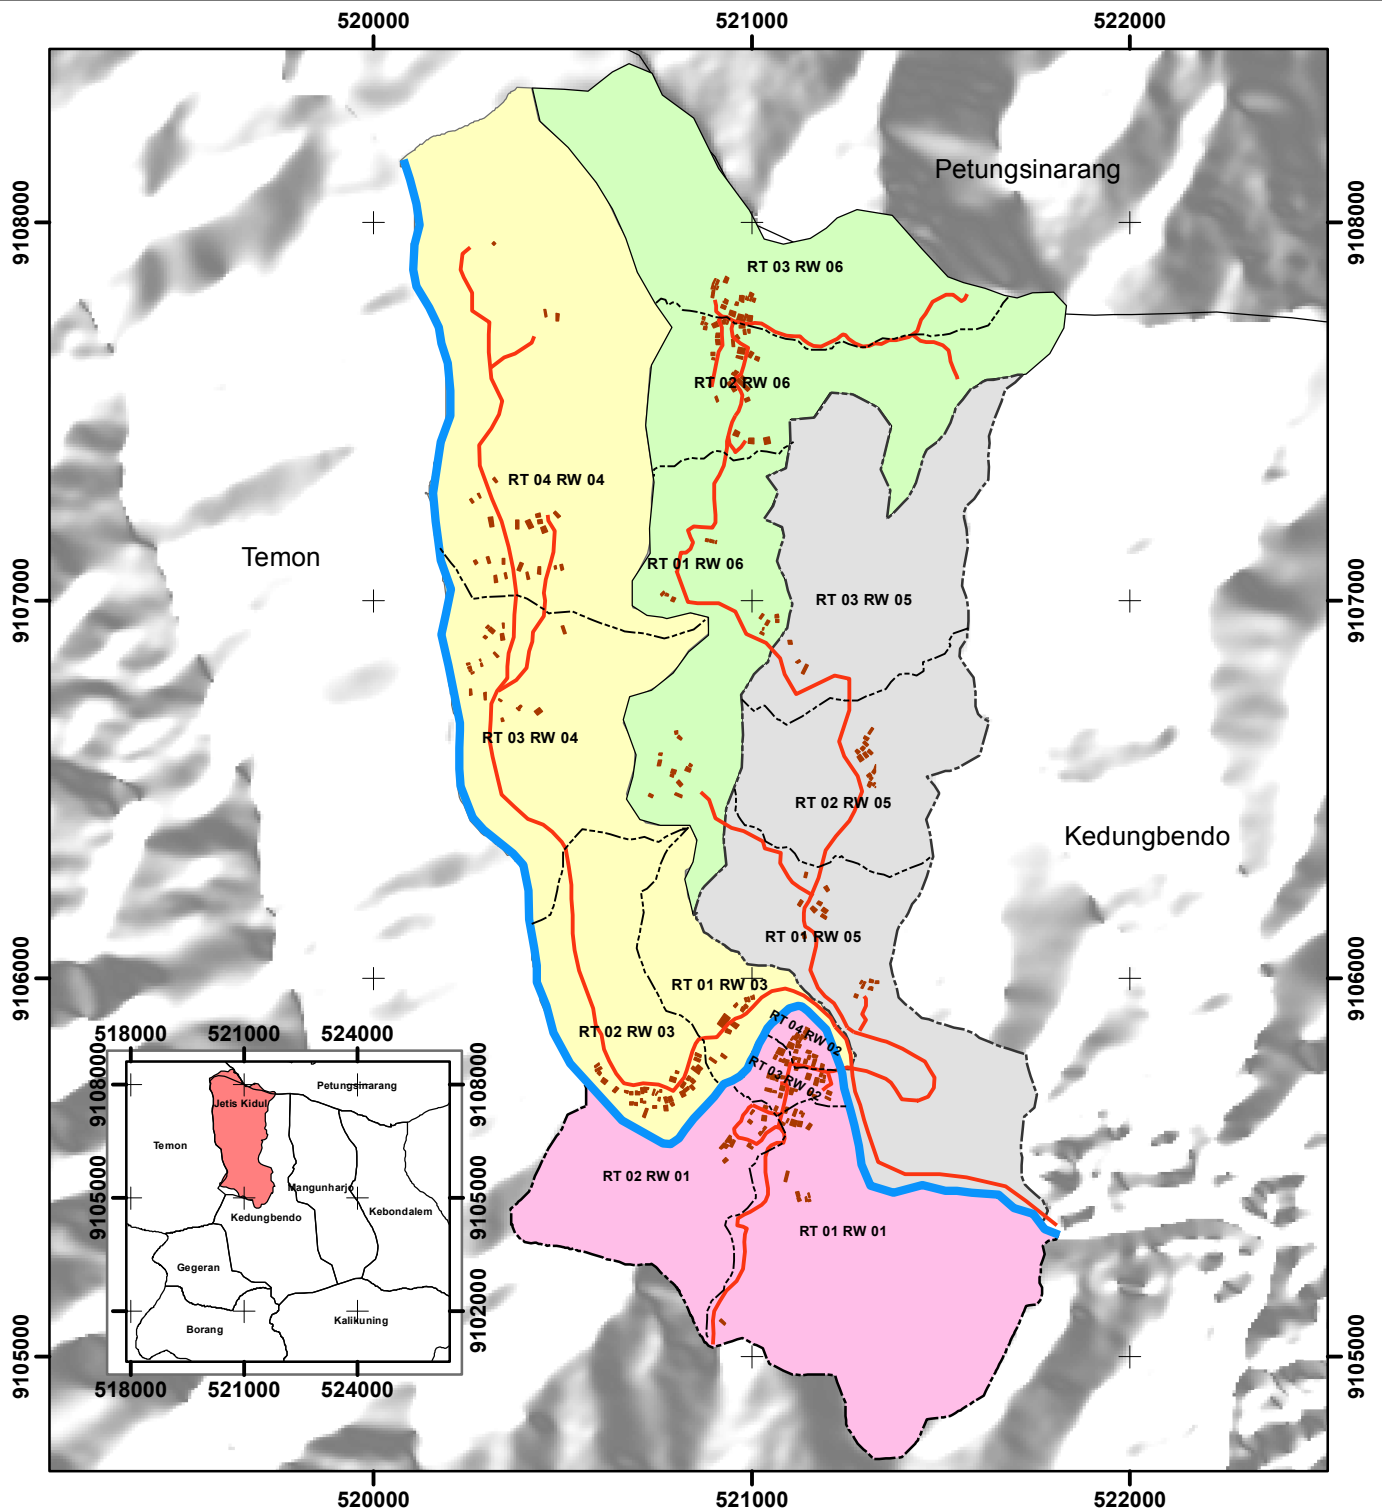 520000
521000
522000
9108000
9108000
Petungsinarang
RT 03 RW 06
RT 02 RW 06
RT 04 RW 04
Temon
RT 01 RW 06
9107000
RT 03 RW 05
9107000
RT 03 RW 04
RT 02 RW 05
Kedungbendo
RT 01 RW 05
9106000
RT 01 RW 03
9106000
RT 04 RW 02
RT 02 RW 03
RT 03 RW 02
RT 02 RW 01
RT 01 RW 01
518000
521000
524000
9108000
9108000
Petungsinarang
Jetis Kidul
Temon
Mangunharjo
9105000
9105000
Kebondalem
Kedungbendo
Gegeran
9102000
9102000
Borang
Kalikuning
518000
521000
524000
9105000
9105000
520000
521000
522000